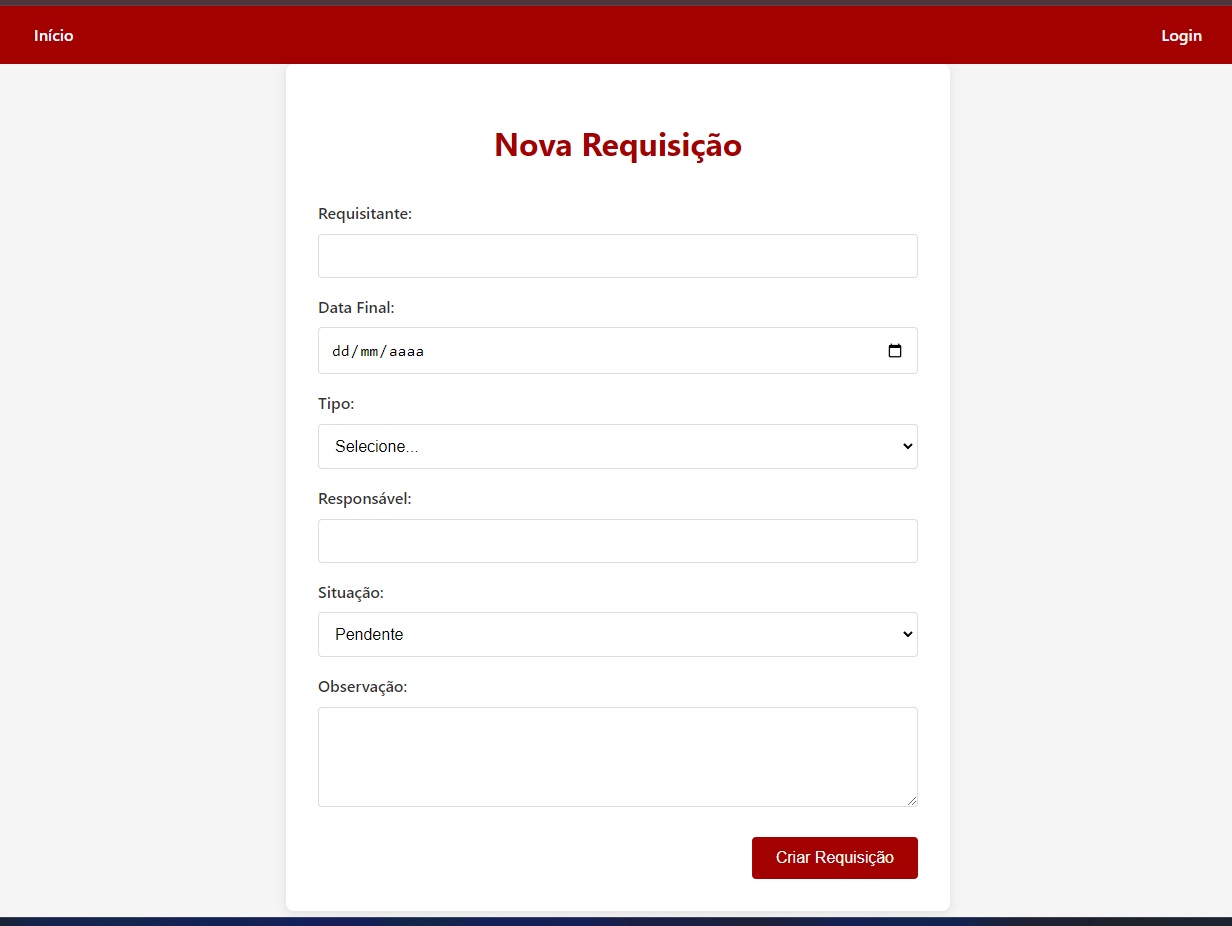 Início
Login
Nova Requisição
Requisitante:
Data Final:
dd/mm/aaaa
Tipo:
Selecione...
Responsável:
Situação:
Pendente
Observação:
Criar Requisição